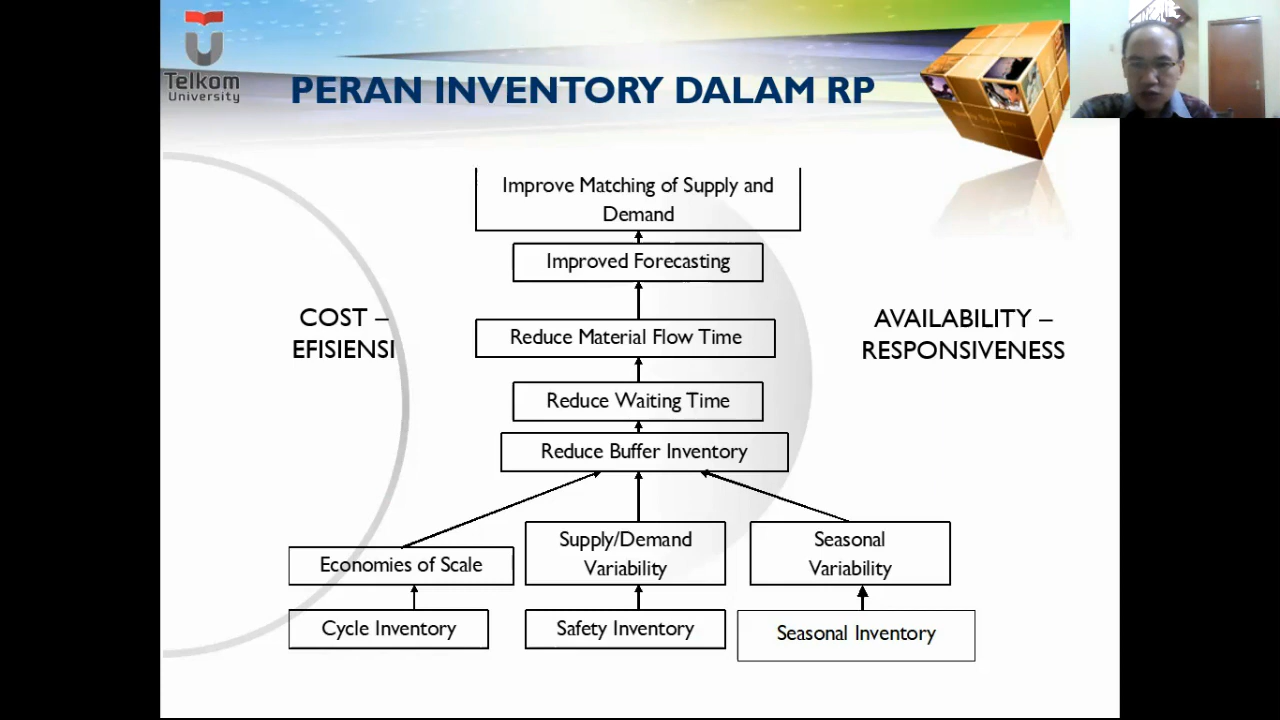 Telkom
University
PERAN INVENTORY DALAM RP
Improve Matching of Supply and
Demand
Improved Forecasting
COST –
EFISIENSI
AVAILABILITY –
RESPONSIVENESS
Reduce Material Flow Time
Reduce Waiting Time
Reduce Buffer Inventory
Economies of Scale
Supply/Demand
Variability
Seasonal
Variability
Cycle Inventory
Safety Inventory
Seasonal Inventory